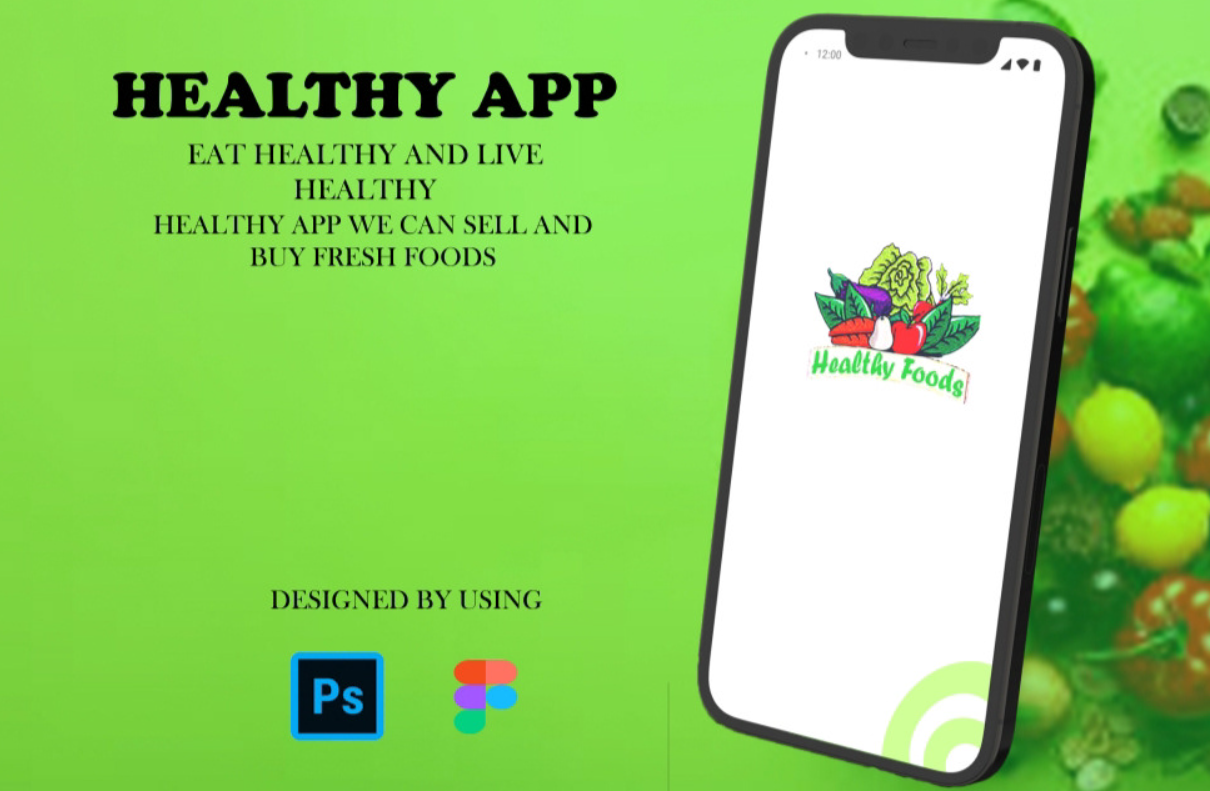 HEALTHY APP
EAT HEALTHY AND LIVE
HEALTHY
HEALTHY APP WE CAN SELL AND
BUY FRESH FOODS
12:00
Healthy Foods
DESIGNED BY USING
Ps